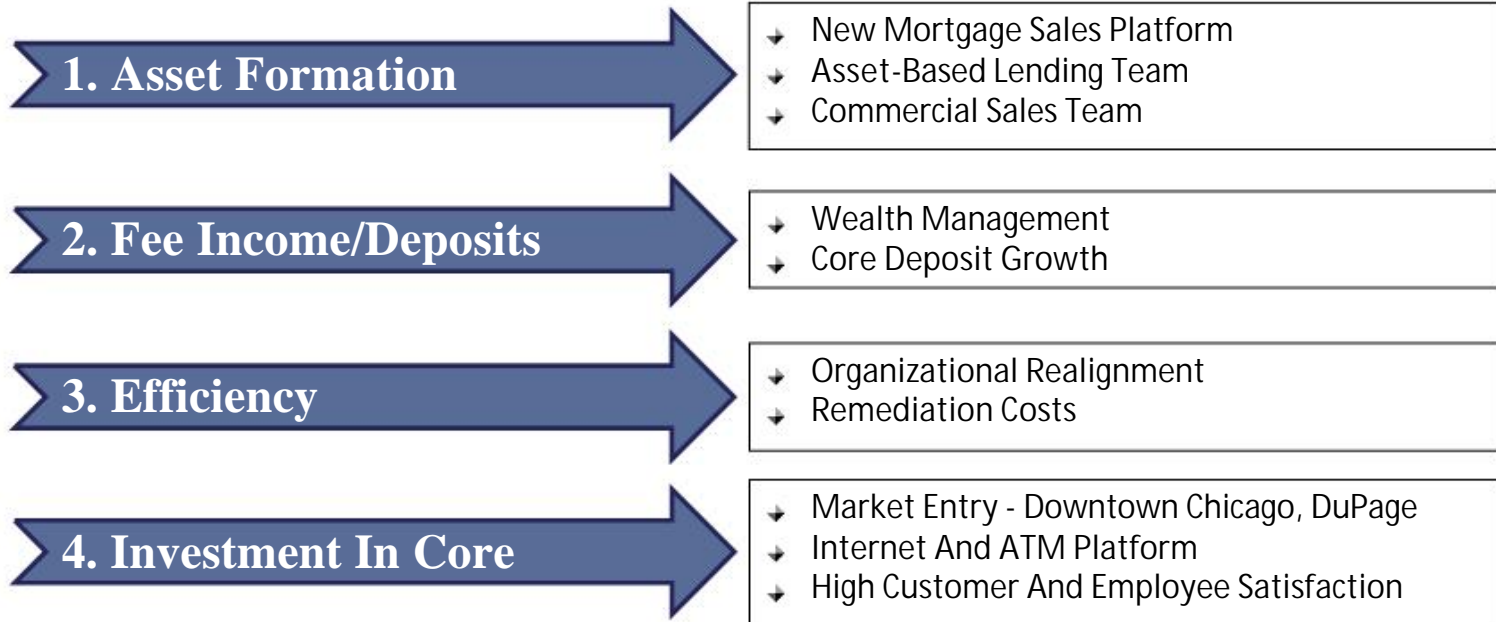 1. Asset Formation
New Mortgage Sales Platform
Asset-Based Lending Team
Commercial Sales Team
2. Fee Income/Deposits
Wealth Management
Core Deposit Growth
3. Efficiency
Organizational Realignment
Remediation Costs
4. Investment In Core
Market Entry - Downtown Chicago, DuPage
Internet And ATM Platform
High Customer And Employee Satisfaction